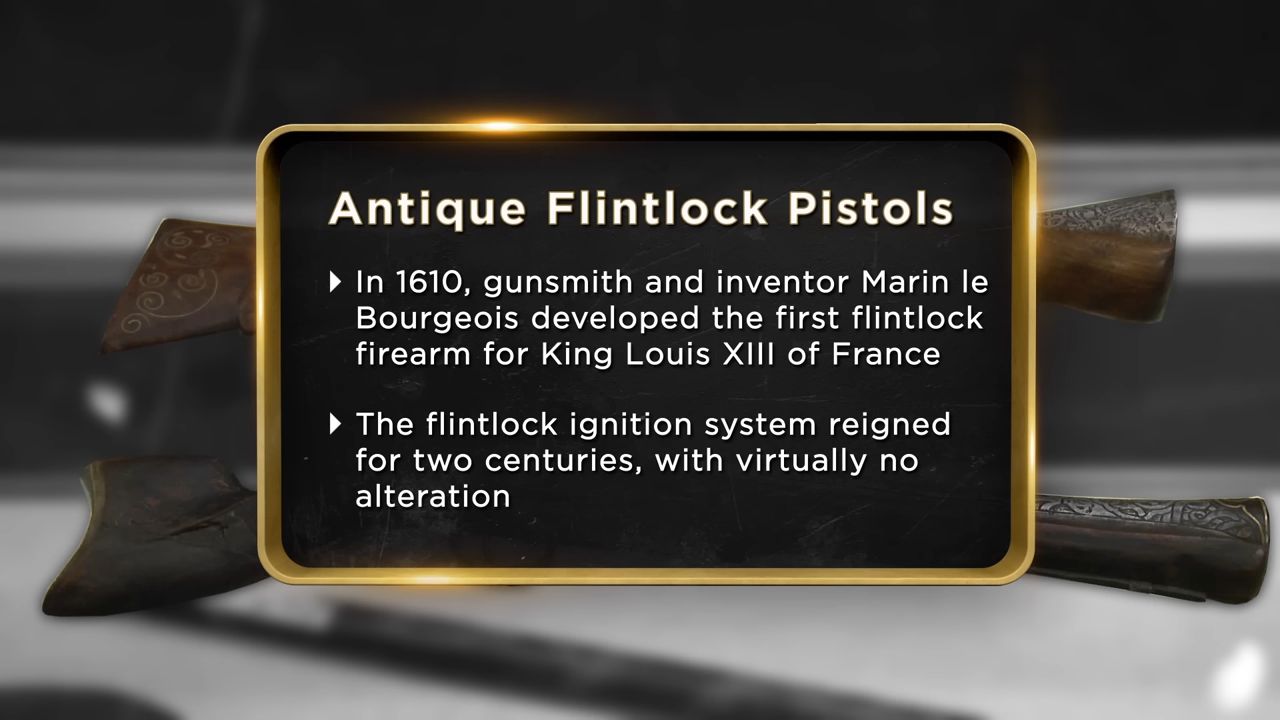 Antique Flintlock Pistols
In 1610, gunsmith and inventor Marin le
Bourgeois developed the first flintlock
firearm for King Louis XIII of France
The flintlock ignition system reigned
for two centuries, with virtually no
alteration